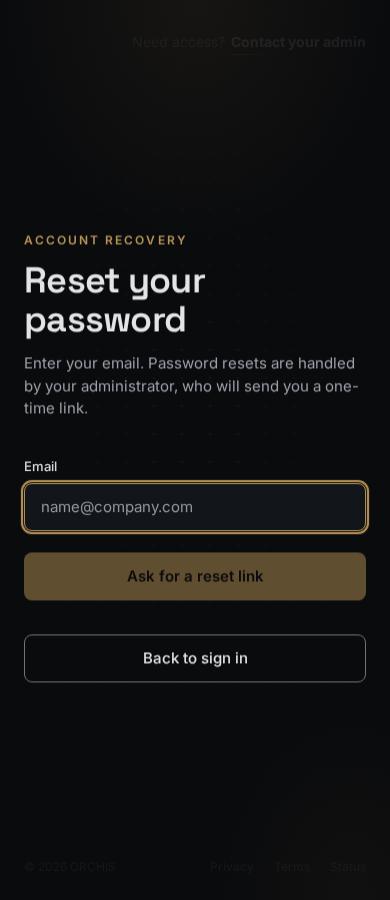 Need access? Contact your admin
ACCOUNT RECOVERY
Reset your
password
Enter your email. Password resets are handled
by your administrator, who will send you a one-
time link.
Email
name@company.com
Ask for a reset link
Back to sign in
© 2026 ORCHIS Privacy Terms Status